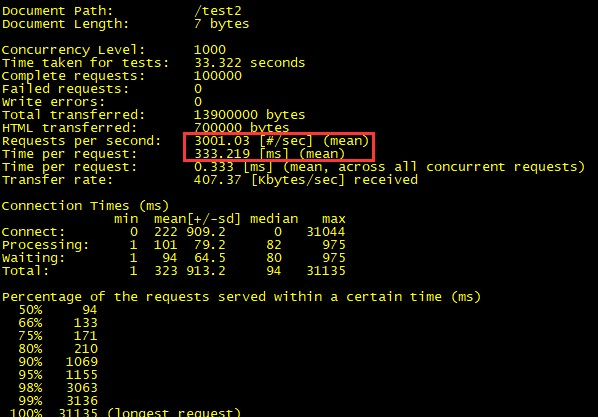 Document Path:          /test2
Document Length:        7 bytes

Concurrency Level:      1000
Time taken for tests:   33.322 seconds
Complete requests:      100000
Failed requests:        0
Write errors:           0
Total transferred:      13900000 bytes
HTML transferred:       700000 bytes
Requests per second:    3001.03 [#/sec] (mean)
Time per request:       333.219 [ms] (mean)
Time per request:       0.333 [ms] (mean, across all concurrent requests)
Transfer rate:          407.37 [Kbytes/sec] received

Connection Times (ms)
              min  mean[+/-sd] median   max
Connect:        0  222 909.2      0   31044
Processing:     1  101  79.2     82     975
Waiting:        1   94  64.5     80     975
Total:          1  323 913.2     94   31135

Percentage of the requests served within a certain time (ms)
  50%     94
  66%    133
  75%    171
  80%    210
  90%   1069
  95%   1155
  98%   3063
  99%   3136
 100%  31135 (longest request)